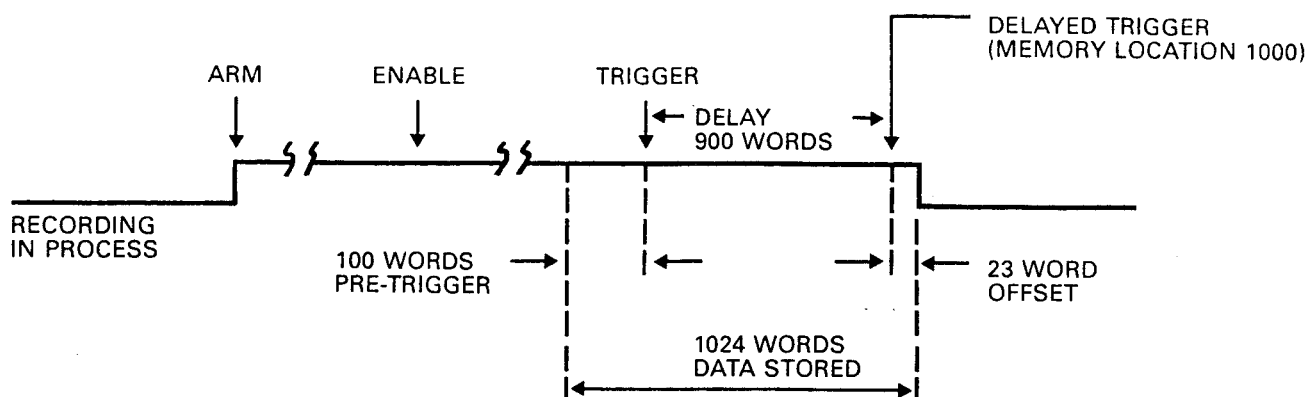 DELAYED TRIGGER
(MEMORY LOCATION 1000)
ARM
ENABLE
TRIGGER
DELAY
900 WORDS
RECORDING
IN PROCESS
100 WORDS
PRE-TRIGGER
23 WORD
OFFSET
1024 WORDS
DATA STORED